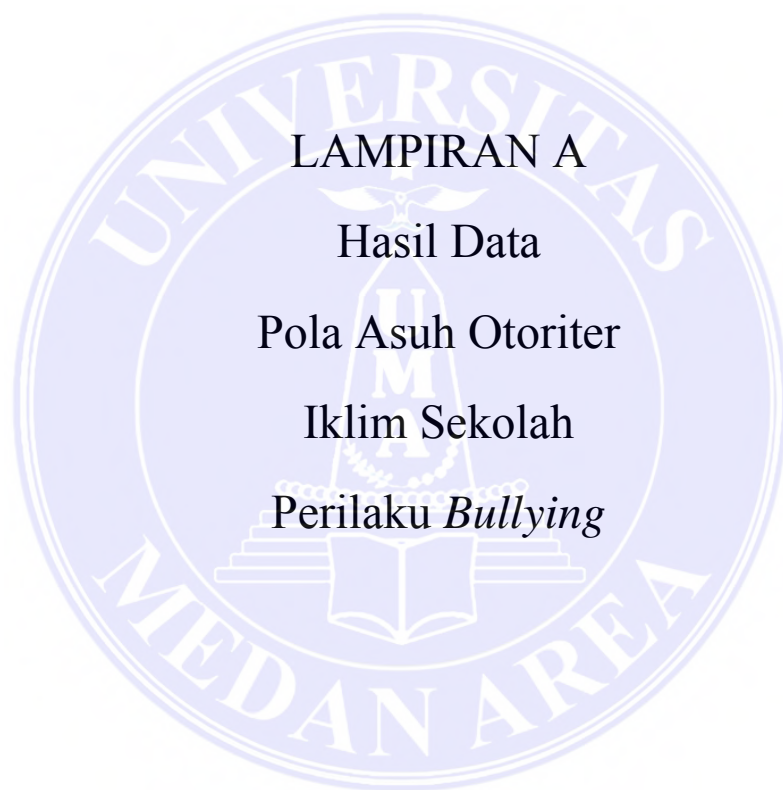 UNIVERSITAS
LAMPIRAN A
Hasil Data
Pola Asuh Otoriter
Iklim Sekolah
Perilaku Bullying
U
M
A
MEDAN AREA